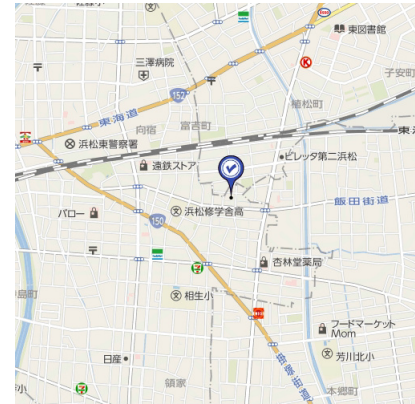 東図書館
三澤病院
子安町
152
植松町
東海道
向宿
富吉町
浜松東警察署
遠鉄ストア
ビレッタ第二浜松
飯田街道
バロー
浜松修学舎高
150
杏林堂薬局
相生小
フードマーケット
Mom
芳川北小
日産
領家
本郷町